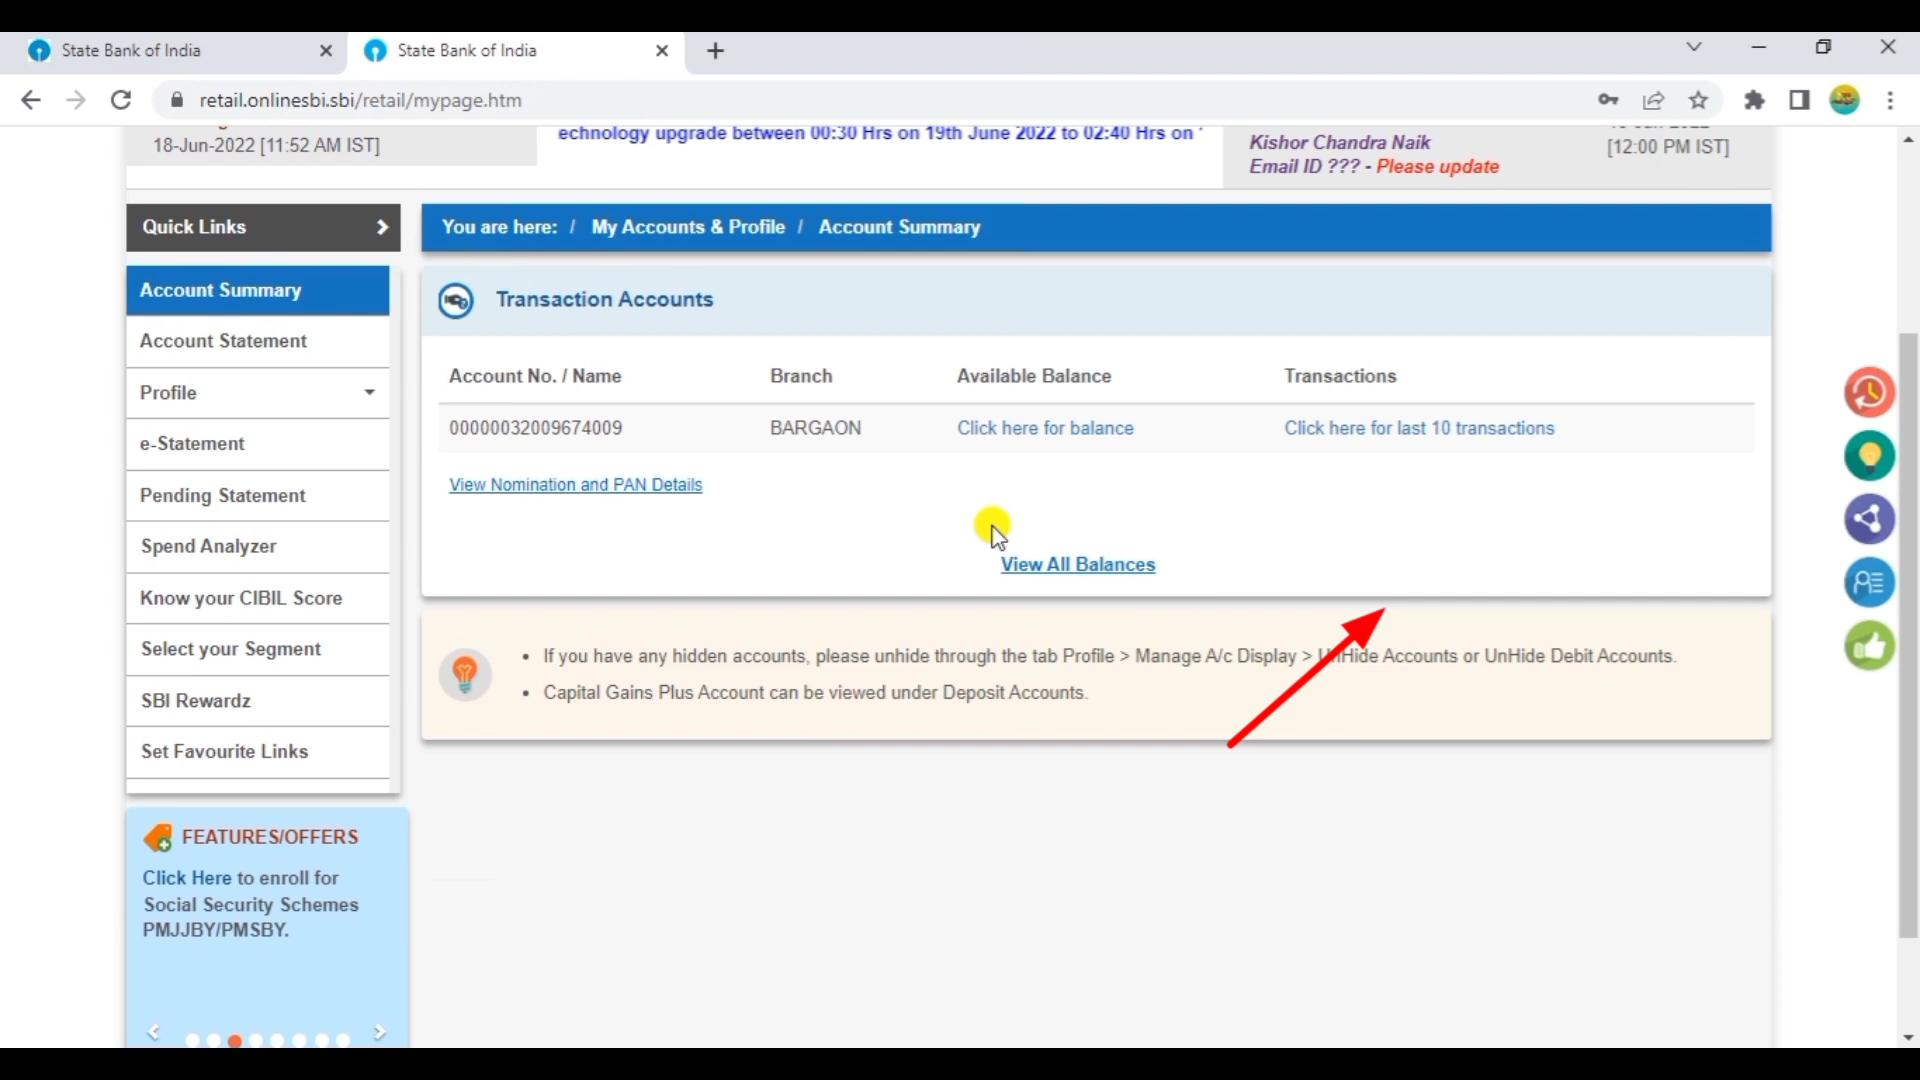 State Bank of India
State Bank of India
retail.onlinesbi.sbi/retail/mypage.htm
18-Jun-2022 [11:52 AM IST]
echnology upgrade between 00:30 Hrs on 19th June 2022 to 02:40 Hrs on
Kishor Chandra Naik
Email ID ??? - Please update
[12:00 PM IST]
Quick Links
You are here: / My Accounts & Profile / Account Summary
Account Summary
Account Statement
Profile
e-Statement
Pending Statement
Spend Analyzer
Know your CIBIL Score
Select your Segment
SBI Rewardz
Set Favourite Links
Transaction Accounts
Account No. / Name Branch Available Balance Transactions
00000032009674009 BARGAON Click here for balance Click here for last 10 transactions
View Nomination and PAN Details
View All Balances
• If you have any hidden accounts, please unhide through the tab Profile > Manage A/c Display > UnHide Accounts or UnHide Debit Accounts.
• Capital Gains Plus Account can be viewed under Deposit Accounts.
FEATURES/OFFERS
Click Here to enroll for
Social Security Schemes
PMJJBY/PMSBY.